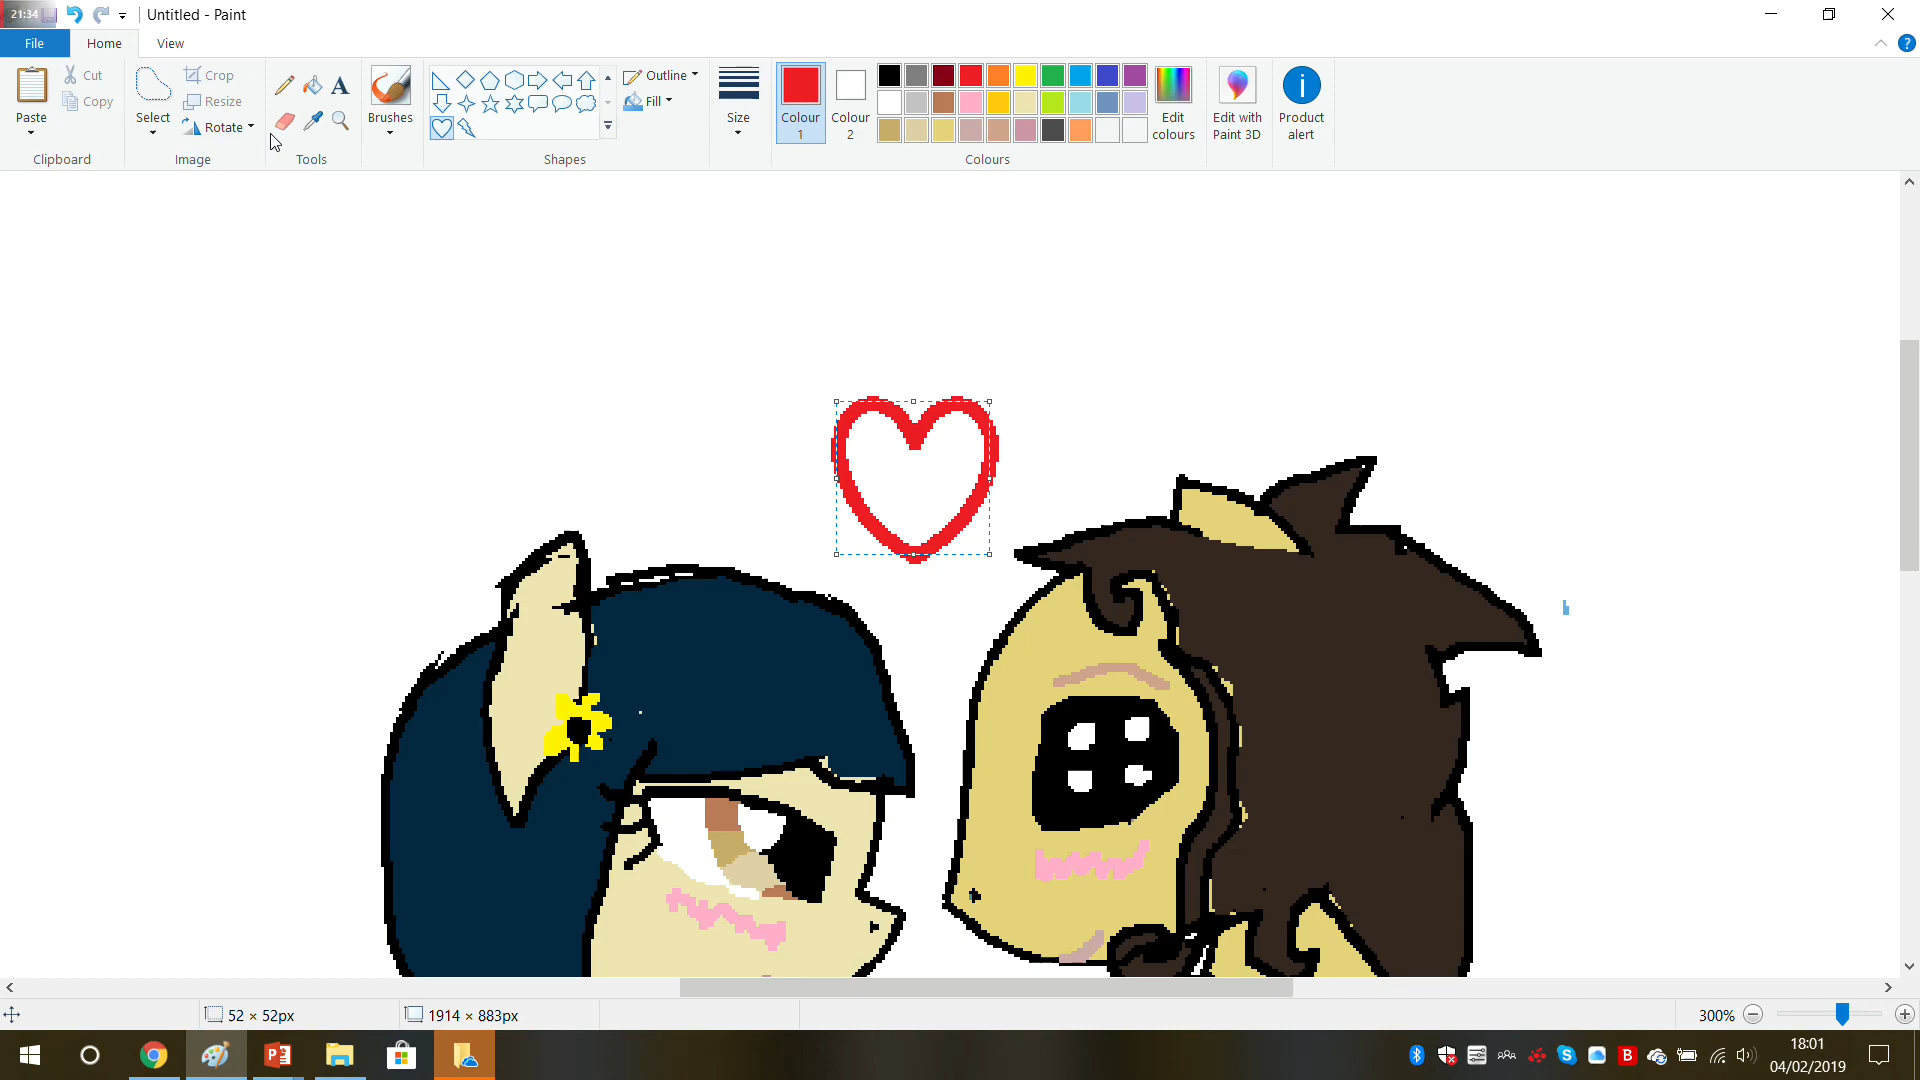 21:34
Untitled - Paint
File
Home
View
?
Paste
Cut
Copy
Clipboard
Select
Crop
Resize
Rotate
Image
A
Tools
Brushes
Shapes
Outline
Fill
Size
Colour 1
Colour 2
Edit colours
Colours
Edit with Paint 3D
i
Product alert
52 × 52px
1914 × 883px
300%
P
S
B
18:01
04/02/2019